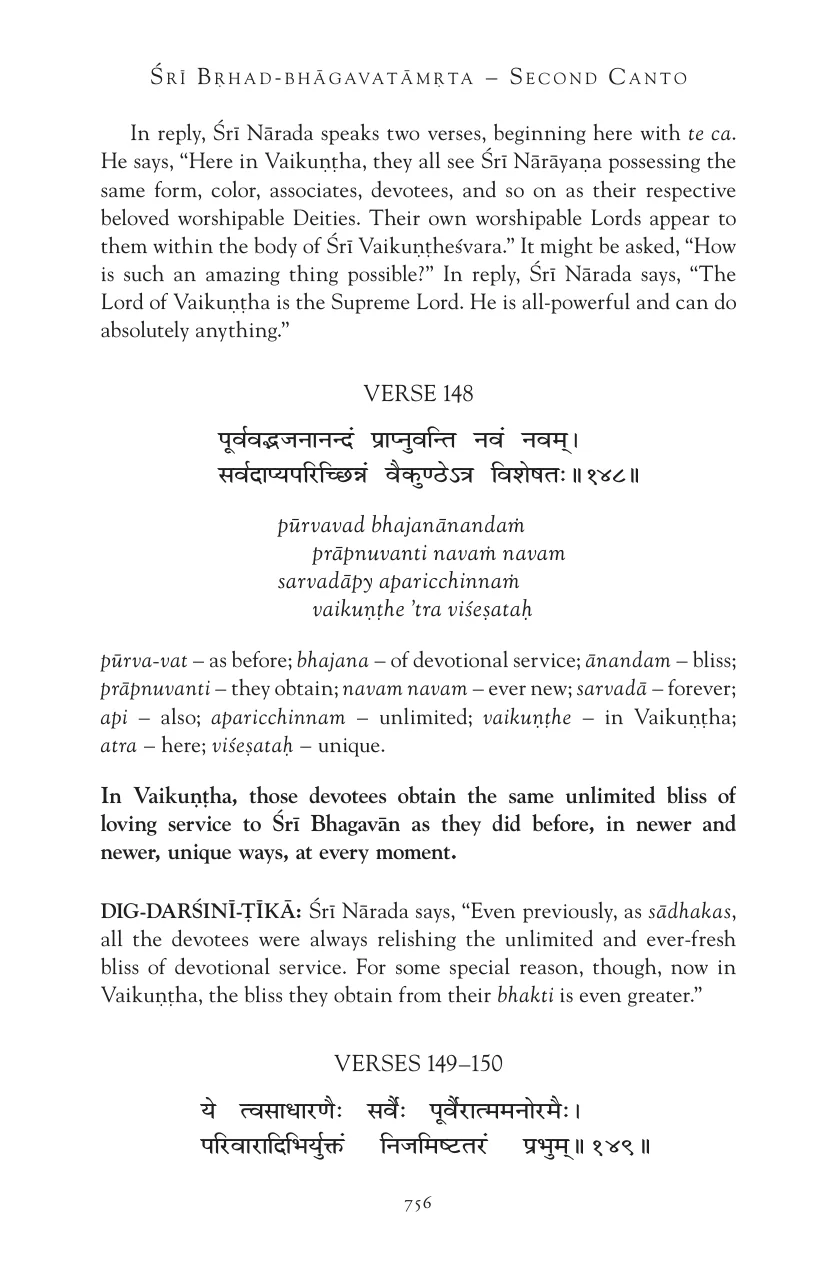 ŚRĪ BṚHAD-BHĀGAVATĀMṚTA – SECOND CANTO
In reply, Śrī Nārada speaks two verses, beginning here with te ca.
He says, “Here in Vaikuṇṭha, they all see Śrī Nārāyaṇa possessing the
same form, color, associates, devotees, and so on as their respective
beloved worshipable Deities. Their own worshipable Lords appear to
them within the body of Śrī Vaikuṇṭheśvara.” It might be asked, “How
is such an amazing thing possible?” In reply, Śrī Nārada says, “The
Lord of Vaikuṇṭha is the Supreme Lord. He is all-powerful and can do
absolutely anything.”
VERSE 148
पूर्ववद्भजनानन्दं प्राप्नुवन्ति नवं नवम्।
सर्वदाप्यपरिच्छिन्नं वैकुण्ठेऽत्र विशेषतः॥१४८॥
pūrvavad bhajanānandaṁ
prāpnuvanti navaṁ navam
sarvadāpy aparicchinnaṁ
vaikuṇṭhe ’tra viśeṣataḥ
pūrva-vat – as before; bhajana – of devotional service; ānandam – bliss;
prāpnuvanti – they obtain; navam navam – ever new; sarvadā – forever;
api – also; aparicchinnam – unlimited; vaikuṇṭhe – in Vaikuṇṭha;
atra – here; viśeṣataḥ – unique.
In Vaikuṇṭha, those devotees obtain the same unlimited bliss of
loving service to Śrī Bhagavān as they did before, in newer and
newer, unique ways, at every moment.
DIG-DARŚINĪ-ṬĪKĀ: Śrī Nārada says, “Even previously, as sādhakas,
all the devotees were always relishing the unlimited and ever-fresh
bliss of devotional service. For some special reason, though, now in
Vaikuṇṭha, the bliss they obtain from their bhakti is even greater.”
VERSES 149–150
ये त्वसाधारणैः सर्वैः पूर्वैरात्ममनोरमैः।
परिवारादिभिर्युक्तं निजमिष्टतरं प्रभुम्॥१४९॥
756